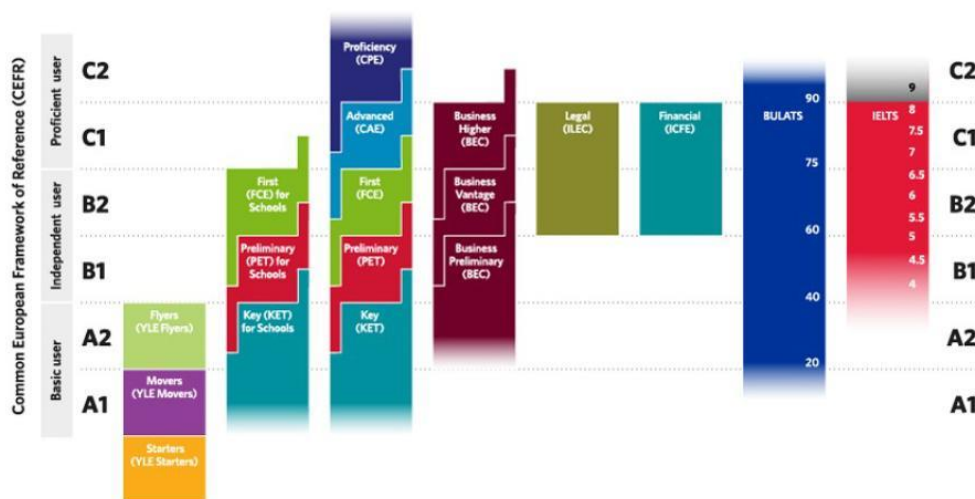 Common European Framework of Reference (CEFR)
Proficient user
Independent user
Basic user
C2
C1
B2
B1
A2
A1
Flyers
(YLE Flyers)
Movers
(YLE Movers)
Starters
(YLE Starters)
First
(FCE) for
Schools
Preliminary
(PET) for
Schools
Key (KET)
for Schools
Proficiency
(CPE)
Advanced
(CAE)
First
(FCE)
Preliminary
(PET)
Key
(KET)
Business
Higher
(BEC)
Business
Vantage
(BEC)
Business
Preliminary
(BEC)
Legal
(ILEC)
Financial
(ICFE)
90
BULATS
75
60
40
20
9
IELTS
8
7.5
7
6.5
6
5.5
5
4.5
4
C2
C1
B2
B1
A2
A1